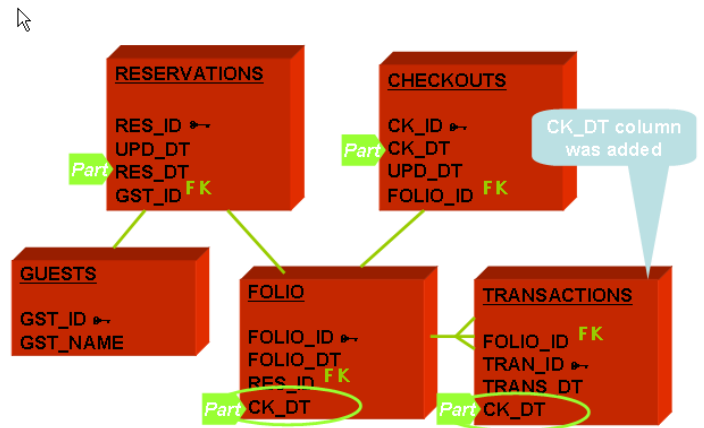 RESERVATIONS
RES_ID
UPD_DT
Part RES_DT
GST_ID FK
CHECKOUTS
CK_ID
Part CK_DT
UPD_DT
FOLIO_ID FK
CK_DT column
was added
GUESTS
GST_ID
GST_NAME
FOLIO
FOLIO_ID
FOLIO_DT
RES_ID FK
Part CK_DT
TRANSACTIONS
FOLIO_ID FK
TRAN_ID
TRANS_DT
Part CK_DT